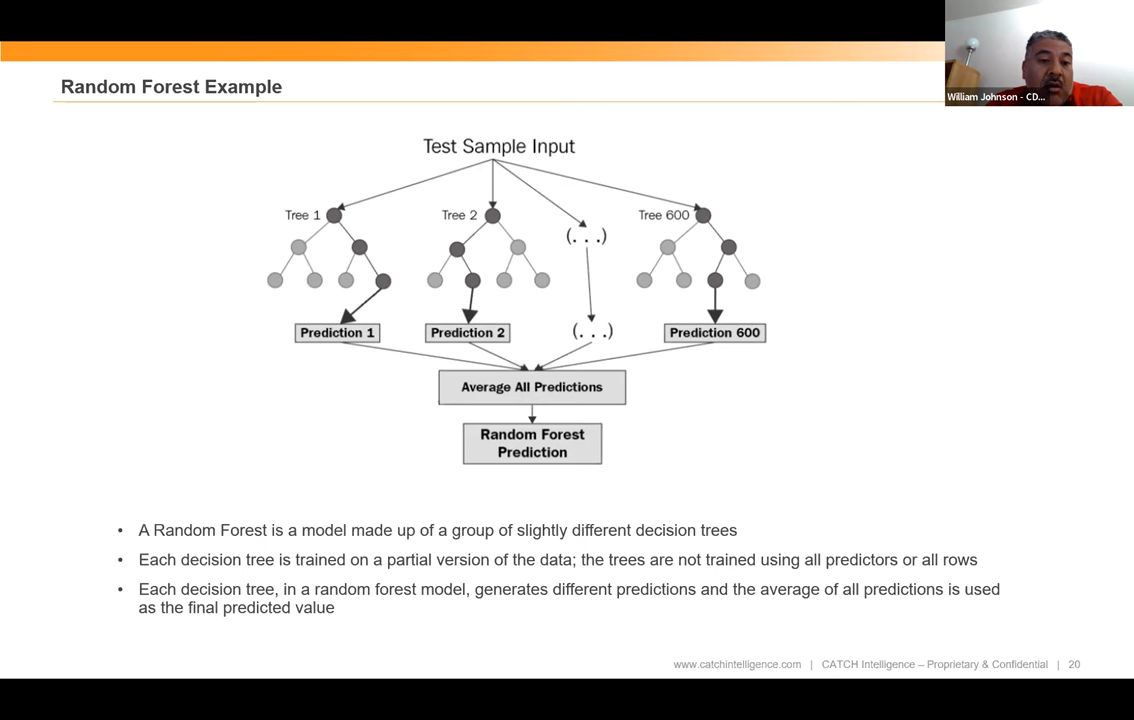 William Johnson - CD...
Random Forest Example
Test Sample Input
Tree 1
Tree 2
Tree 600
(. . .)
Prediction 1
Prediction 2
(. . .)
Prediction 600
Average All Predictions
Random Forest
Prediction
• A Random Forest is a model made up of a group of slightly different decision trees
• Each decision tree is trained on a partial version of the data; the trees are not trained using all predictors or all rows
• Each decision tree, in a random forest model, generates different predictions and the average of all predictions is used
as the final predicted value
www.catchintelligence.com | CATCH Intelligence – Proprietary & Confidential | 20